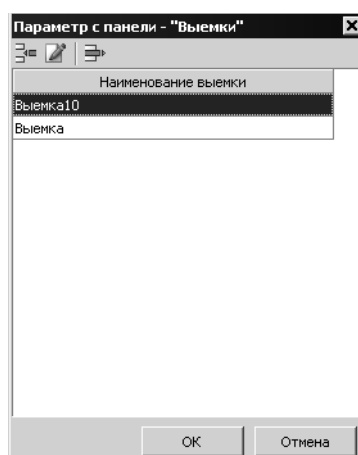 Параметр с панели - "Выемки"
Наименование выемки
Выемка10
Выемка
ОК
Отмена